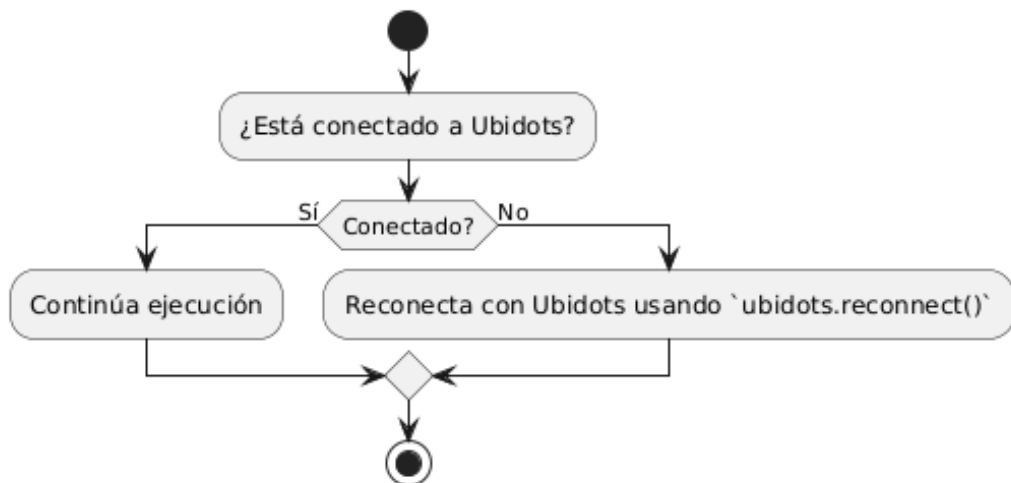 ¿Está conectado a Ubidots?
Sí
Conectado?
No
Continúa ejecución
Reconecta con Ubidots usando `ubidots.reconnect()`